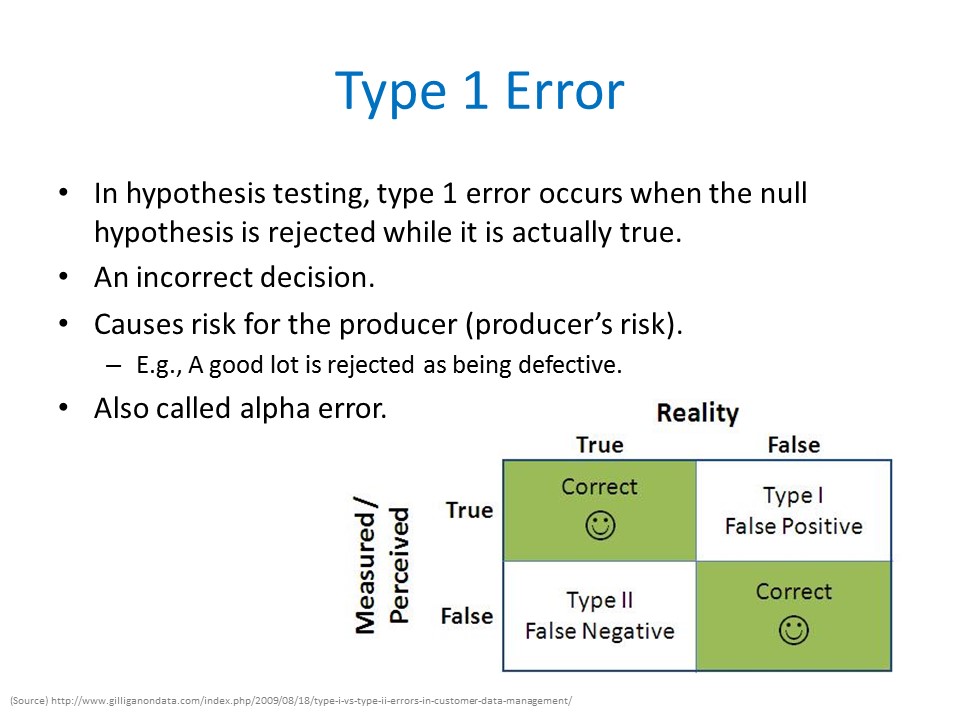 Type 1 Error
• In hypothesis testing, type 1 error occurs when the null
hypothesis is rejected while it is actually true.
• An incorrect decision.
• Causes risk for the producer (producer’s risk).
– E.g., A good lot is rejected as being defective.
• Also called alpha error.
Reality
True False
Measured /
Perceived
True
Correct
Type I
False Positive
False
Type II
False Negative
Correct
(Source) http://www.gilliganondata.com/index.php/2009/08/18/type-i-vs-type-ii-errors-in-customer-data-management/